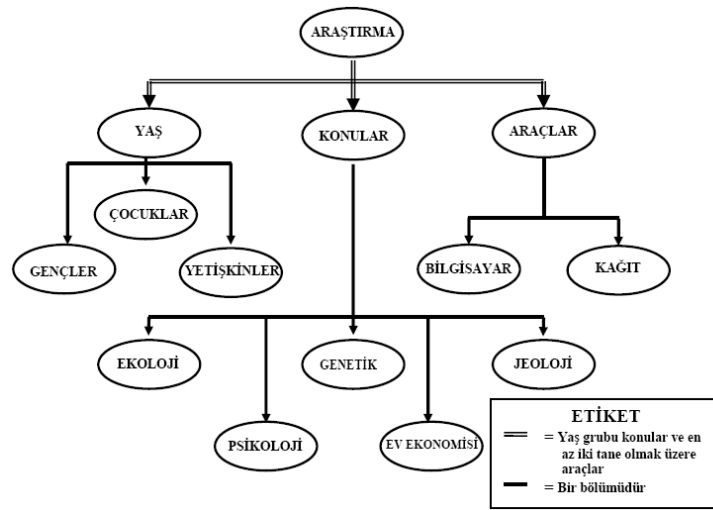 ARAŞTIRMA
YAŞ
KONULAR
ARAÇLAR
ÇOCUKLAR
GENÇLER
YETİŞKİNLER
BİLGİSAYAR
KAĞIT
EKOLOJİ
GENETİK
JEOLOJİ
PSİKOLOJİ
EV EKONOMİSİ
ETİKET
= Yaş grubu konular ve en
az iki tane olmak üzere
araçlar
= Bir bölümüdür